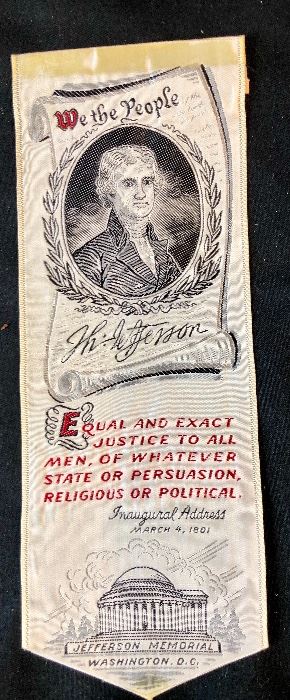 We the People
Th Jefferson
EQUAL AND EXACT
JUSTICE TO ALL
MEN, OF WHATEVER
STATE OR PERSUASION,
RELIGIOUS OR POLITICAL.
Inaugural Address
MARCH 4, 1801
JEFFERSON MEMORIAL
WASHINGTON, D.C.